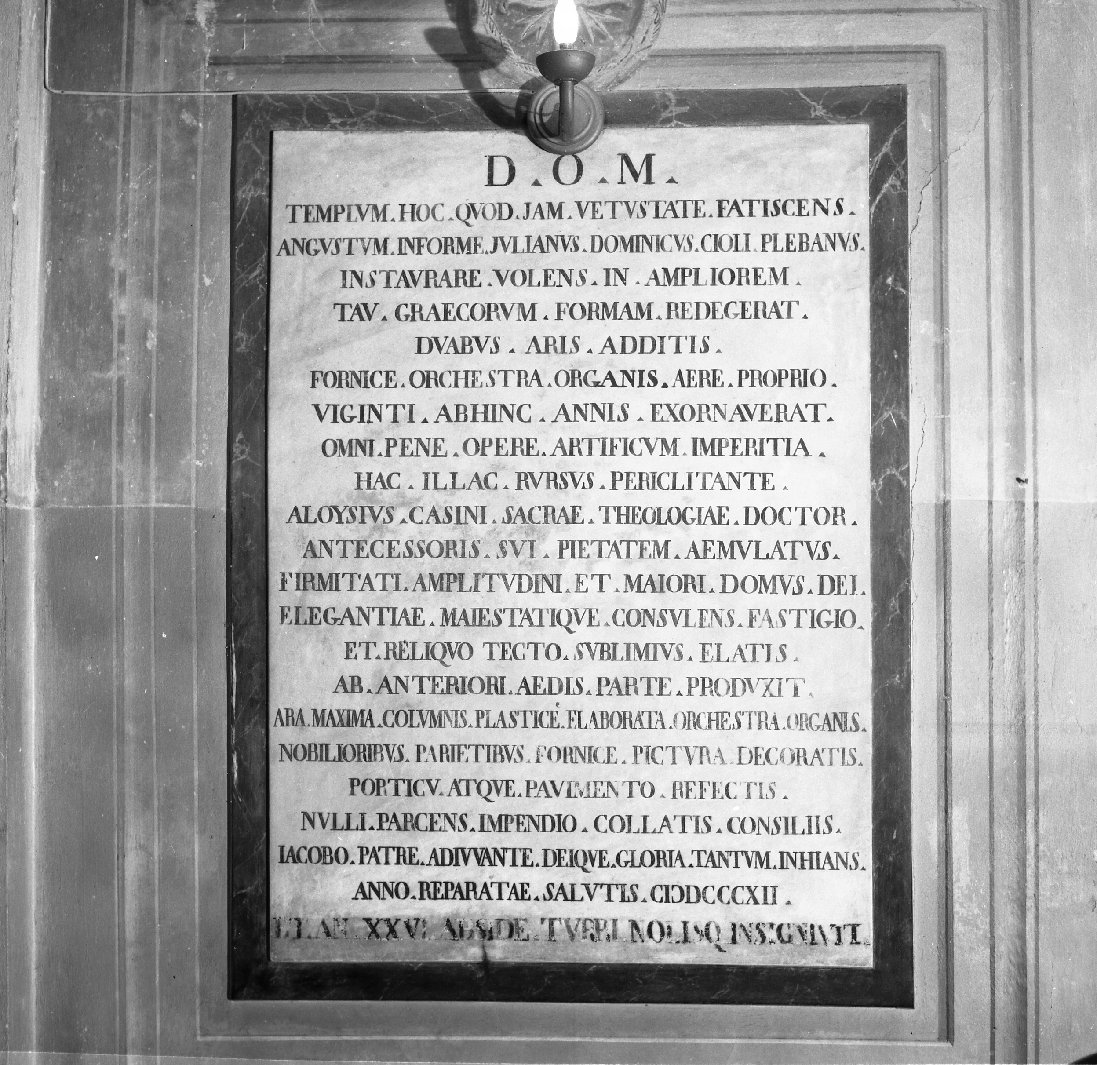 D.O.M.
TEMPLVM.HOC.QVOD.JAM.VETVSTATE.FATISCENS.
ANGVSTVM.INFORME.JVLIANVS.DOMINICVS.CIOLI.PLEBANVS.
INSTAVRARE.VOLENS.IN.AMPLIOREM.
TAV.GRAECORVM.FORMAM.REDEGERAT.
DVABVS.ARIS.ADDITIS.
FORNICE.ORCHESTRA.ORGANIS.AERE.PROPRIO.
VIGINTI.ABHINC.ANNIS.EXORNAVERAT.
OMNI.PENE.OPERE.ARTIFICVM.IMPERITIA.
HAC.ILLAC.RVRSVS.PERICLITANTE.
ALOYSIVS.CASINI.SACRAE.THEOLOGIAE.DOCTOR.
ANTECESSORIS.SVI.PIETATEM.AEMVLATVS.
FIRMITATI.AMPLITVDINI.ET.MAIORI.DOMVS.DEI.
ELEGANTIAE.MAIESTATIQVE.CONSVLENS.FASTIGIO.
ET.RELIQVO TECTO.SVBLIMIVS.ELATIS.
AB.ANTERIORI.AEDIS.PARTE.PRODVXIT.
ARA.MAXIMA.COLVMNIS.PLASTICÈ.ELABORATA.ORCHESTRA.ORGANIS.
NOBILIORIBVS.PARIETIBVS.FORNICE.PICTVRA DECORATIS.
PORTICV.ATQVE.PAVIMENTO.REFECTIS.
NVLLI.PARCENS.IMPENDIO.COLLATIS.CONSILIIS.
IACOBO.PATRE.ADIVVANTE.DEIQVE.GLORIA.TANTVM.INHIANS.
ANNO.REPARATAE.SALVTIS.CIƆDCCCXII.
ET.AN XXVI